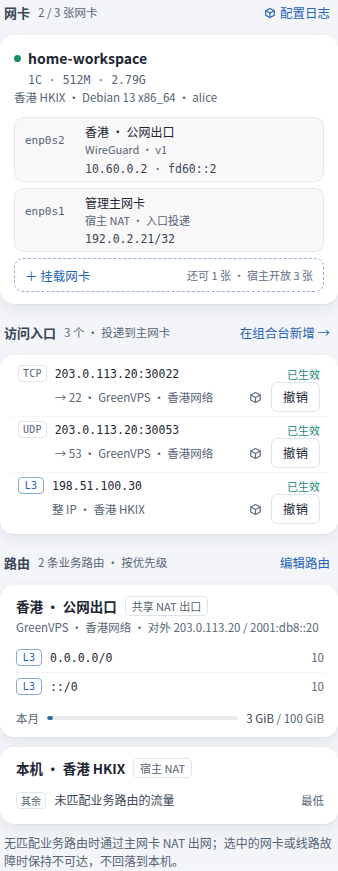 网卡 2 / 3 张网卡 配置日志
home-workspace
1C · 512M · 2.79G
香港 HKIX · Debian 13 x86_64 · alice
enp0s2 香港 · 公网出口
WireGuard · v1
10.60.0.2 · fd60::2
enp0s1 管理主网卡
宿主 NAT · 入口投递
192.0.2.21/32
＋ 挂载网卡 还可 1 张 · 宿主开放 3 张
访问入口 3 个 · 投递到主网卡 在组合台新增 →
TCP 203.0.113.20:30022 已生效
→ 22 · GreenVPS · 香港网络 撤销
UDP 203.0.113.20:30053 已生效
→ 53 · GreenVPS · 香港网络 撤销
L3 198.51.100.30 已生效
整 IP · 香港 HKIX 撤销
路由 2 条业务路由 · 按优先级 编辑路由
香港 · 公网出口 共享 NAT 出口
GreenVPS · 香港网络 · 对外 203.0.113.20 / 2001:db8::20
L3 0.0.0.0/0 10
L3 ::/0 10
本月 3 GiB / 100 GiB
本机 · 香港 HKIX 宿主 NAT
其余 未匹配业务路由的流量 最低
无匹配业务路由时通过主网卡 NAT 出网；选中的网卡或线路故
障时保持不可达，不回落到本机。